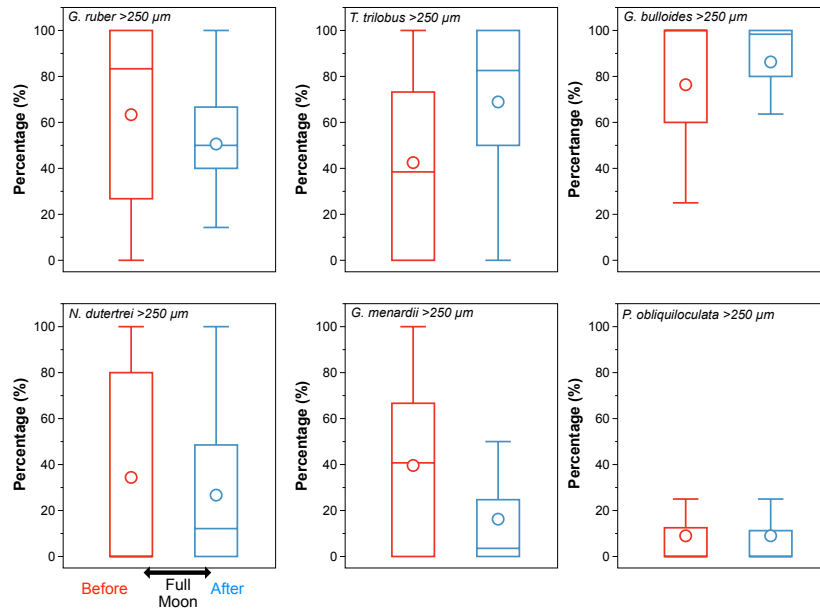 G. ruber >250 μm
T. trilobus >250 μm
G. bulloides >250 μm
100
80
60
40
20
0
Percentage (%)
100
80
60
40
20
0
Percentage (%)
100
80
60
40
20
0
Percertange (%)
N. dutertrei >250 μm
G. menardii >250 μm
P. obliquiloculata >250 μm
100
80
60
40
20
0
Percentage (%)
100
80
60
40
20
0
Percentage (%)
100
80
60
40
20
0
Percentage (%)
Before
Full
Moon
After